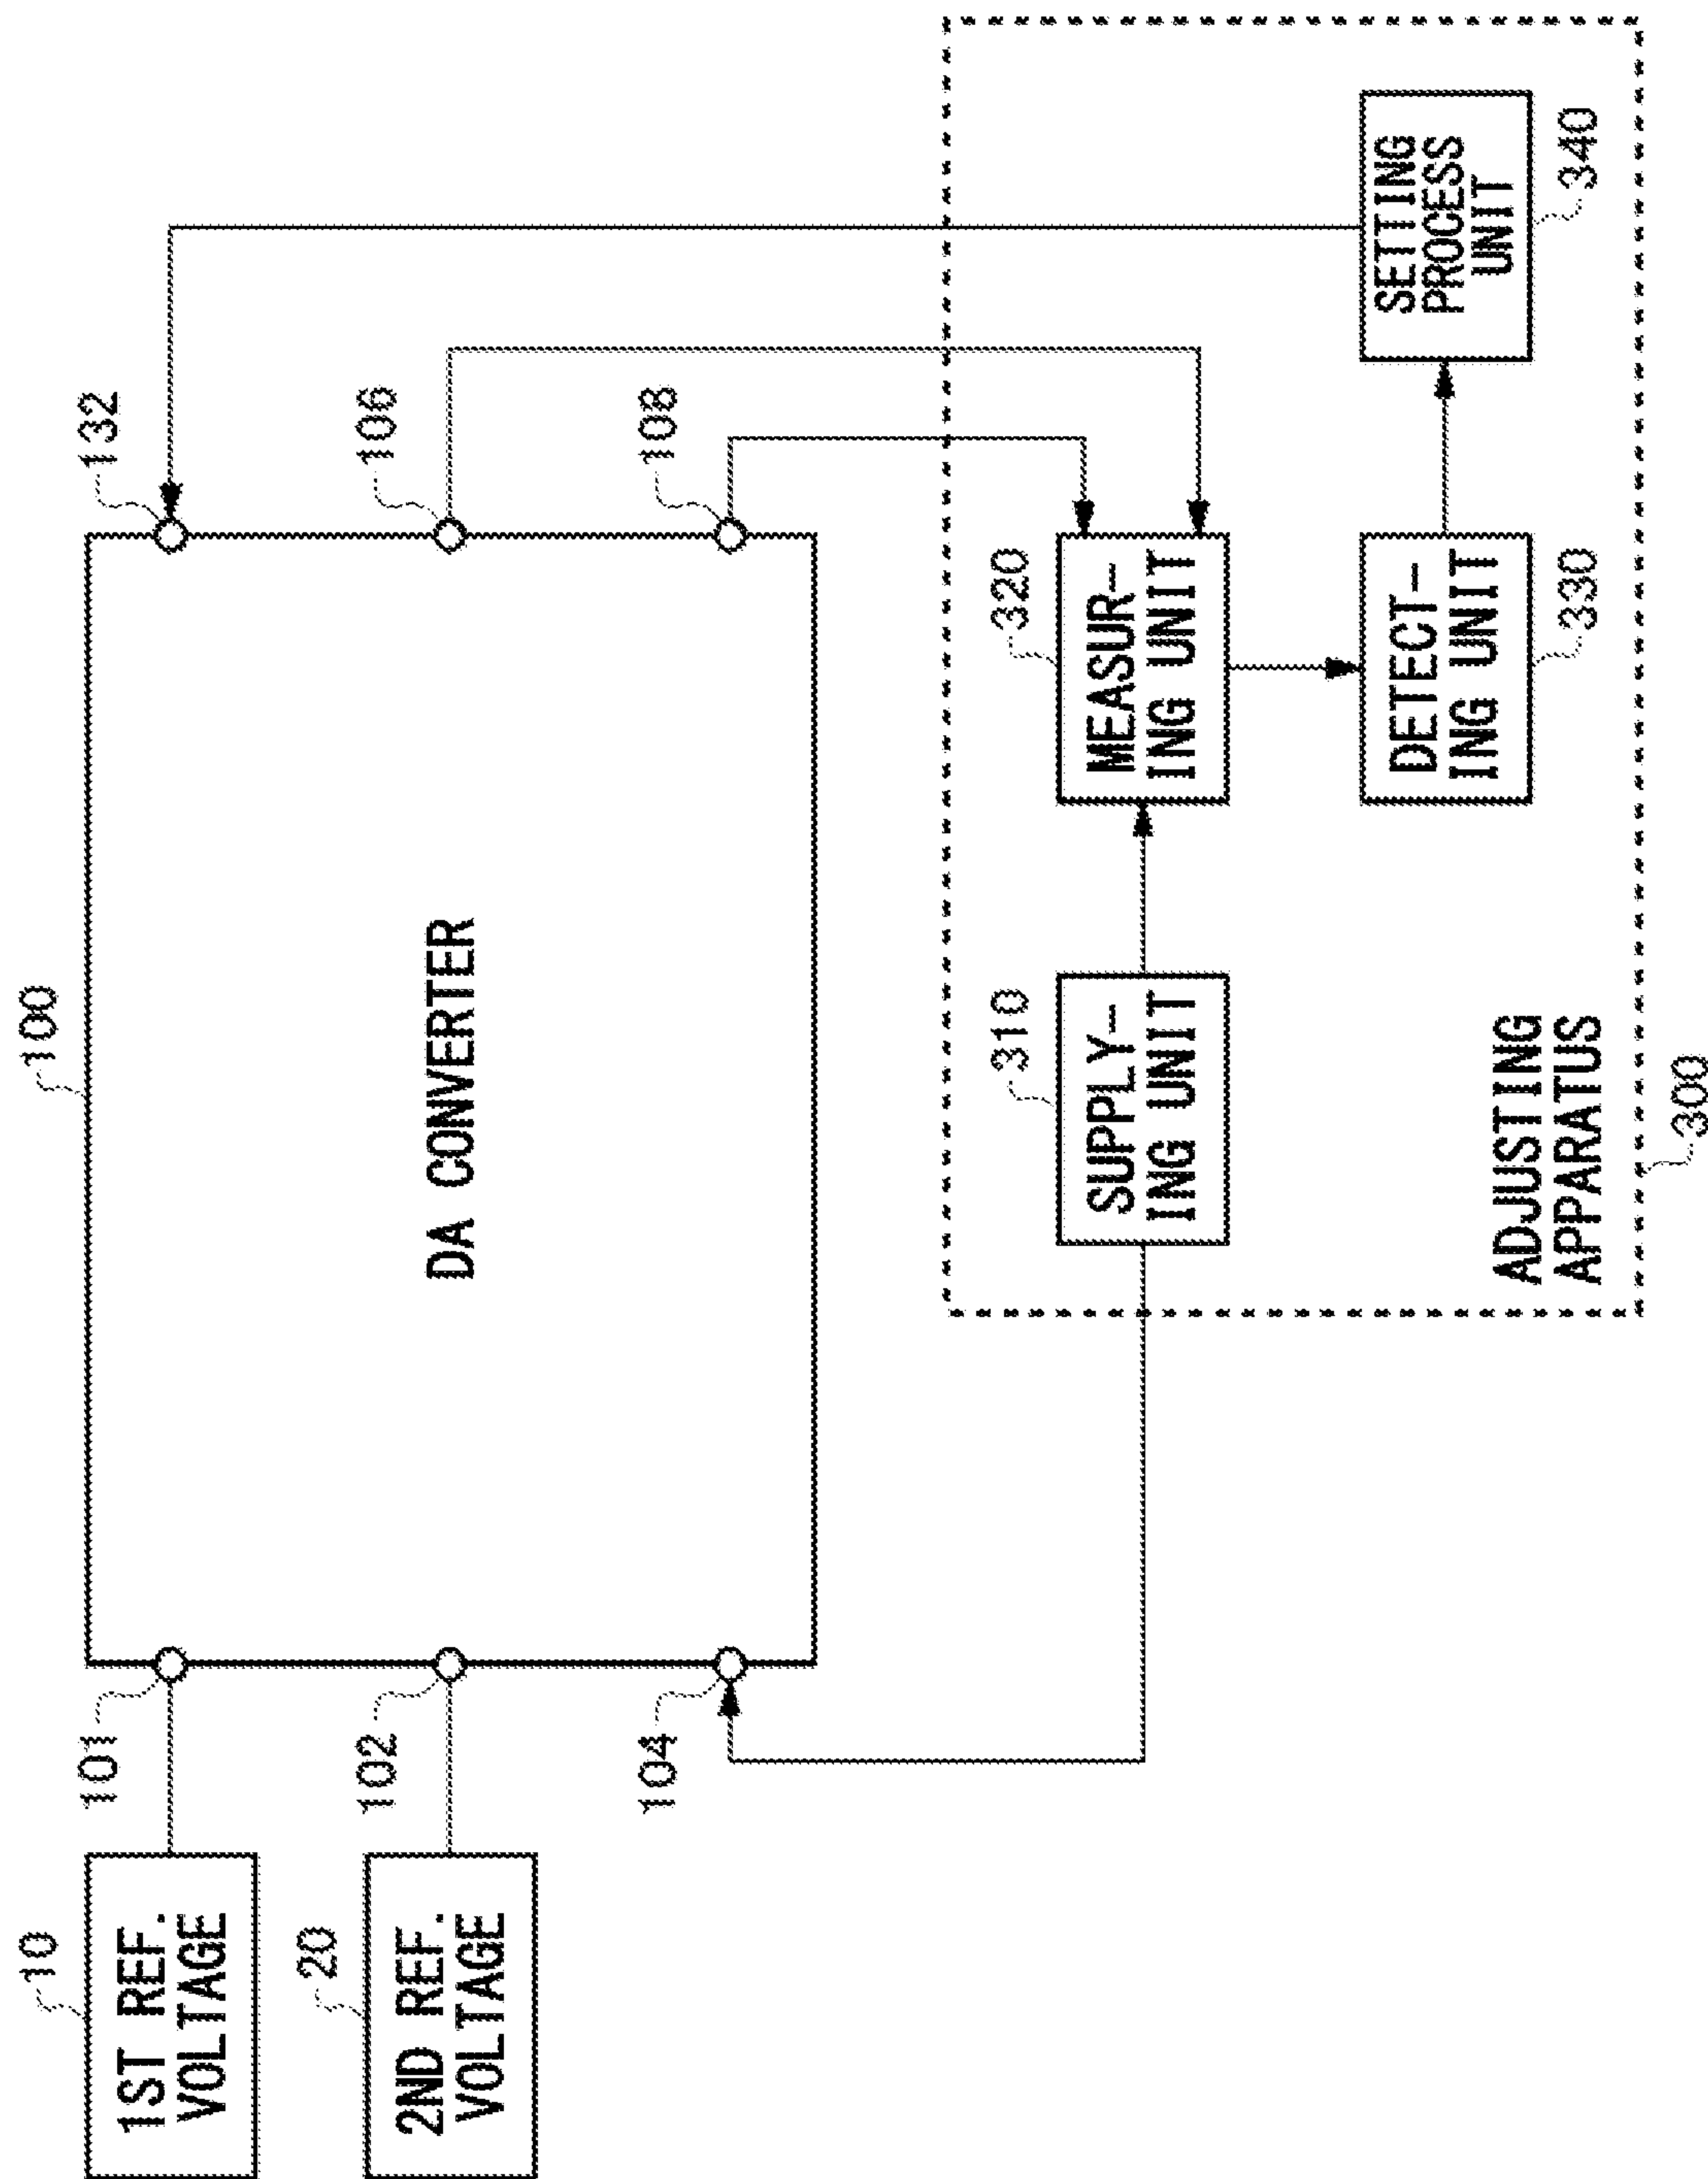 10
1ST REF.
VOLTAGE
20
2ND REF.
VOLTAGE
101
102
104
100
DA CONVERTER
132
106
108
310
SUPPLY-
ING UNIT
320
MEASUR-
ING UNIT
DETECT-
ING UNIT
330
SETTING
PROCESS
UNIT
340
ADJUSTING
APPARATUS
300